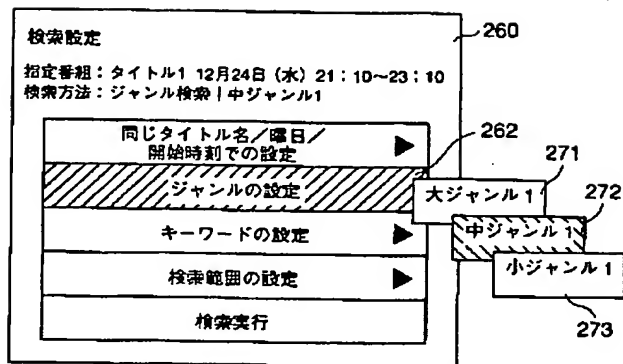 検索設定
260
指定番組：タイトル1 12月24日（水）21：10〜23：10
検索方法：ジャンル検索｜中ジャンル1
同じタイトル名／曜日／
開始時刻での設定
262
ジャンルの設定
271
大ジャンル1
272
キーワードの設定
中ジャンル1
検索範囲の設定
小ジャンル1
検索実行
273